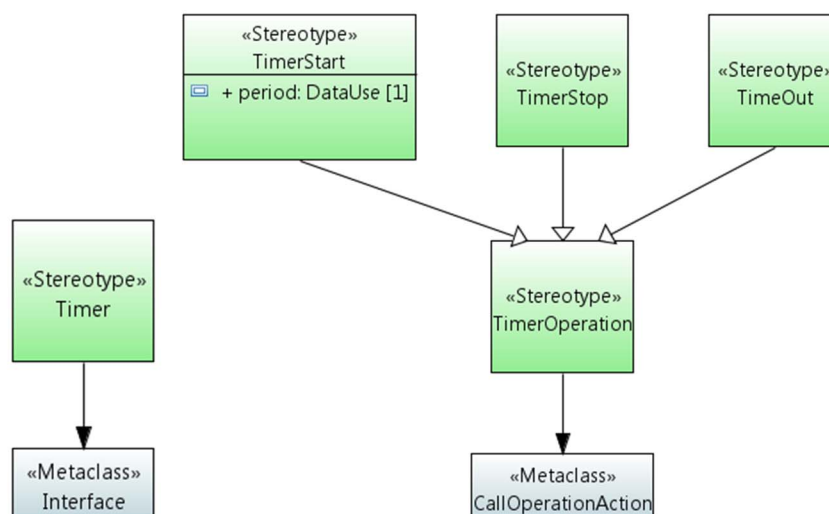 «Stereotype»
TimerStart
+ period: DataUse [1]
«Stereotype»
TimerStop
«Stereotype»
TimeOut
«Stereotype»
Timer
«Stereotype»
TimerOperation
«Metaclass»
Interface
«Metaclass»
CallOperationAction